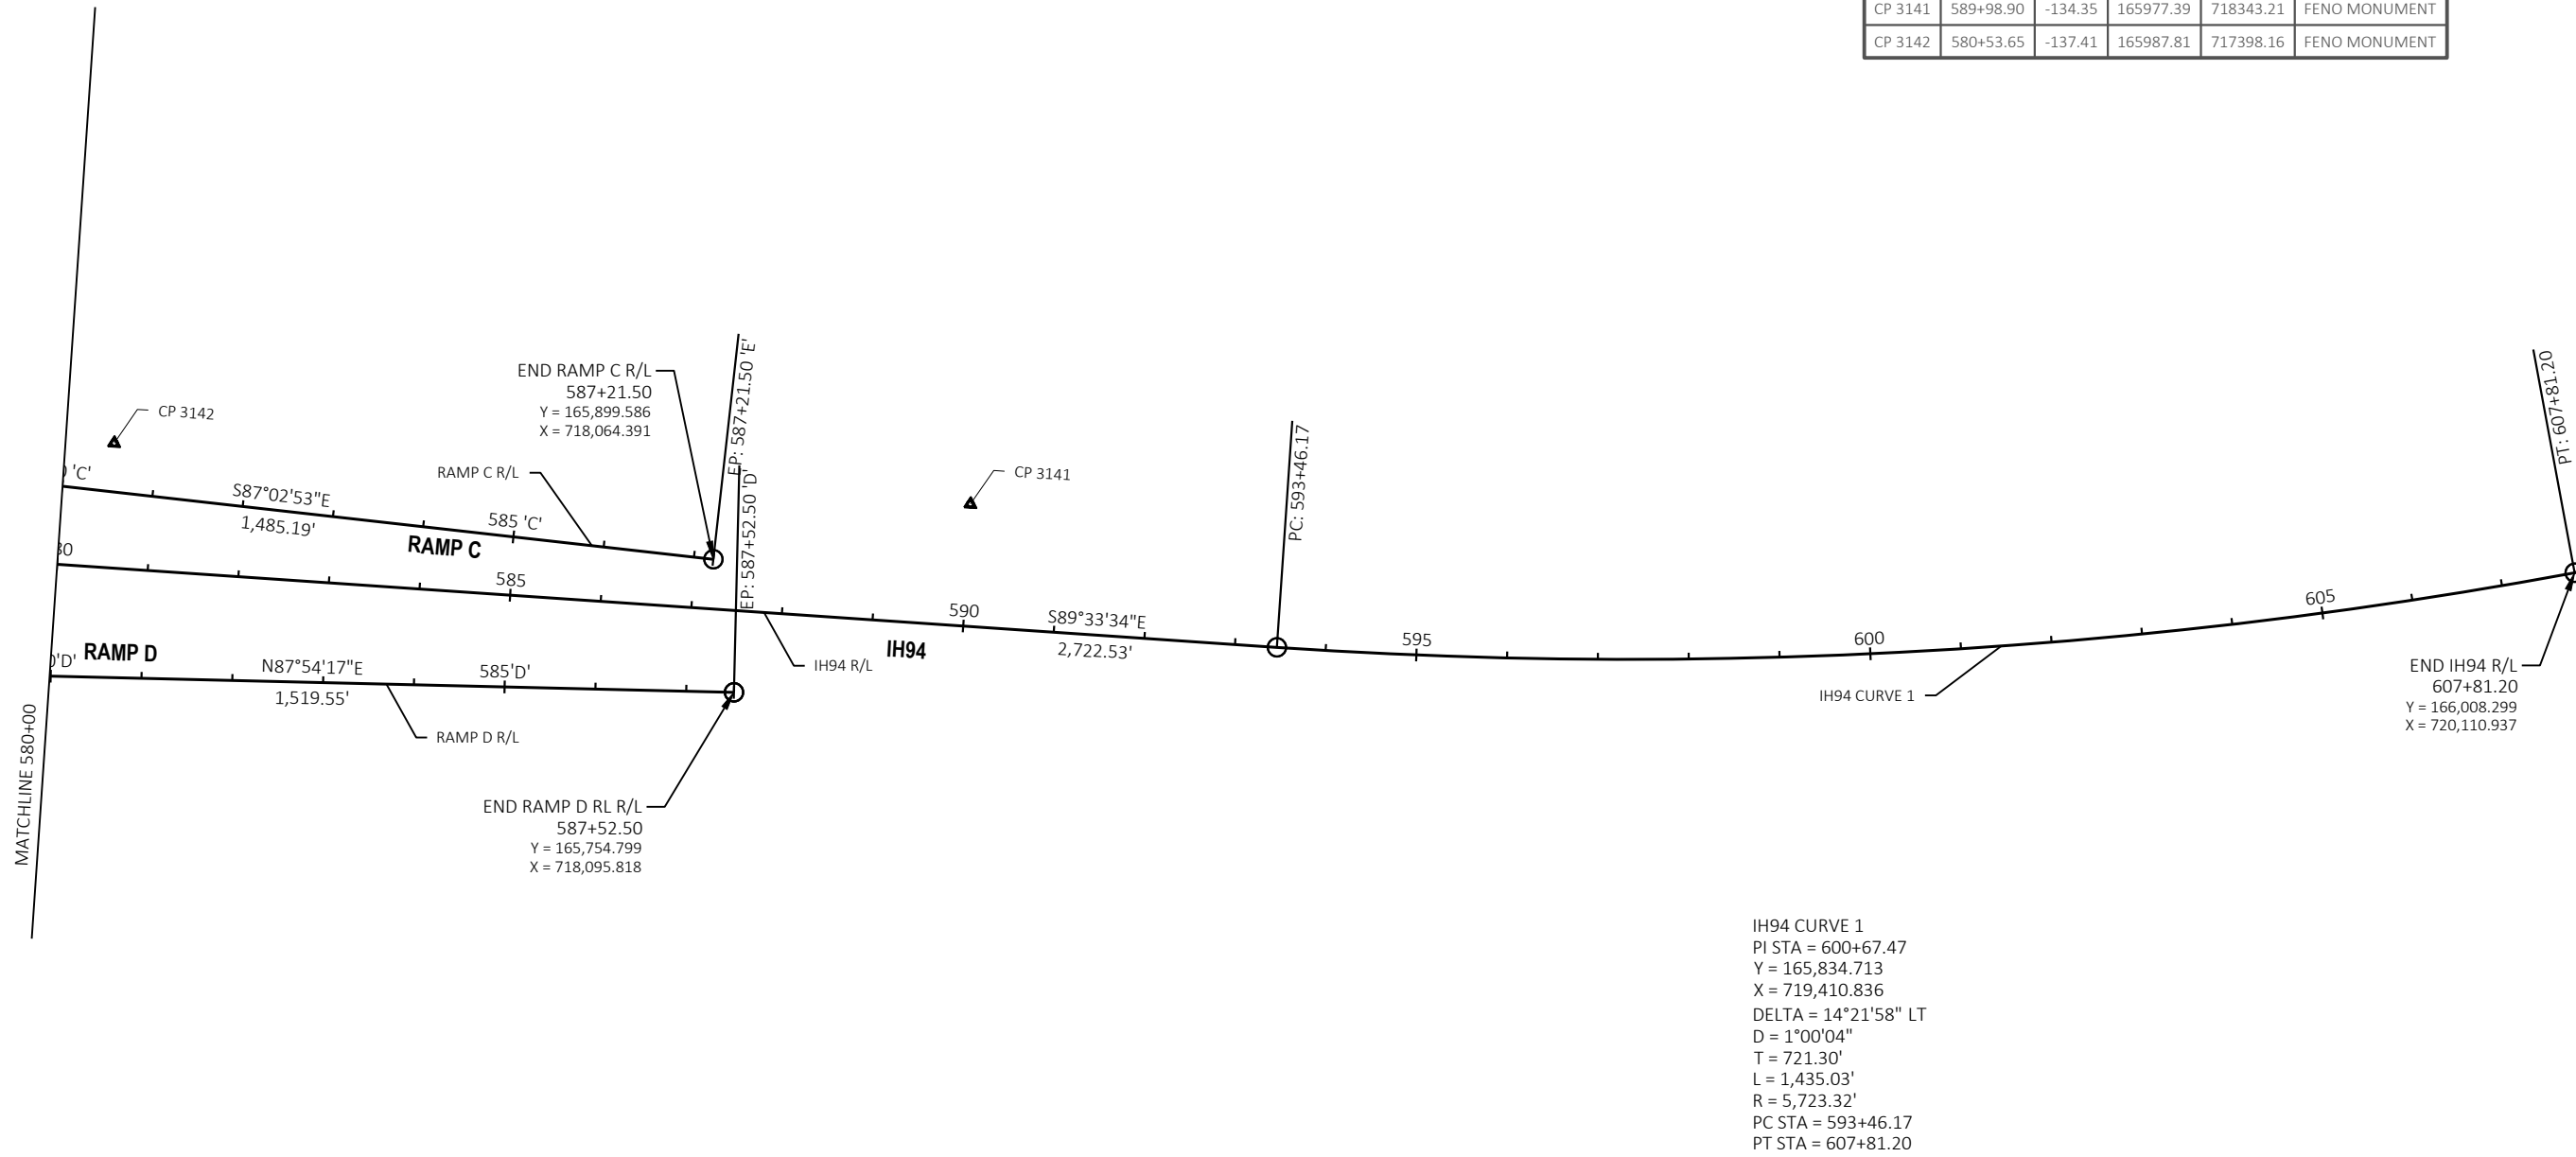 CP 3141 589+98.90 -134.35 165977.39 718343.21 FENO MONUMENT
CP 3142 580+53.65 -137.41 165987.81 717398.16 FENO MONUMENT
PT: 607+81.20
EP: 587+21.50 'E'
END RAMP C R/L
587+21.50
Y = 165,899.586
X = 718,064.391
CP 3142
RAMP C R/L
CP 3141
PC: 593+46.17
EP: 587+52.50 'D'
'C'
S87°02'53"E
1,485.19'
585 'C'
RAMP C
585
590
S89°33'34"E
2,722.53'
IH94
IH94 R/L
595
600
605
IH94 CURVE 1
END IH94 R/L
607+81.20
Y = 166,008.299
X = 720,110.937
'D'
RAMP D
N87°54'17"E
1,519.55'
585'D'
RAMP D R/L
MATCHLINE 580+00
END RAMP D RL R/L
587+52.50
Y = 165,754.799
X = 718,095.818
IH94 CURVE 1
PI STA = 600+67.47
Y = 165,834.713
X = 719,410.836
DELTA = 14°21'58" LT
D = 1°00'04"
T = 721.30'
L = 1,435.03'
R = 5,723.32'
PC STA = 593+46.17
PT STA = 607+81.20